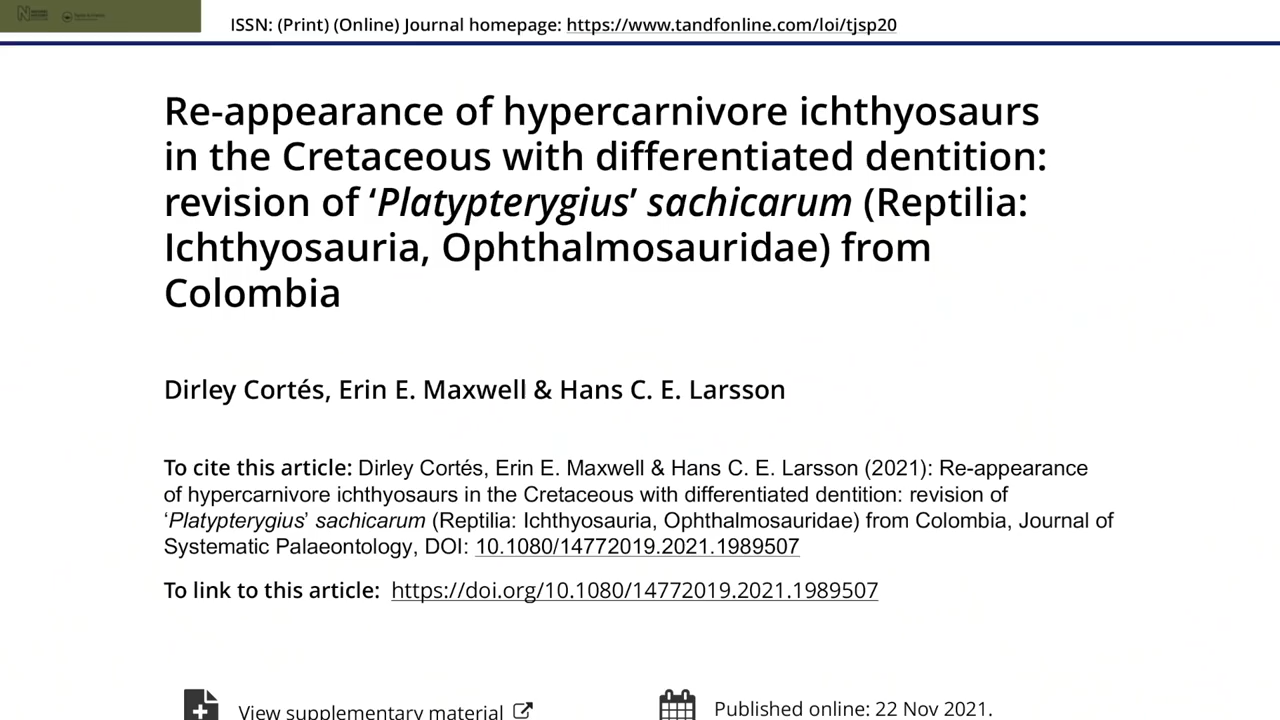 ISSN: (Print) (Online) Journal homepage: https://www.tandfonline.com/loi/tjsp20
Re-appearance of hypercarnivore ichthyosaurs
in the Cretaceous with differentiated dentition:
revision of ‘Platypterygius’ sachicarum (Reptilia:
Ichthyosauria, Ophthalmosauridae) from
Colombia
Dirley Cortés, Erin E. Maxwell & Hans C. E. Larsson
To cite this article: Dirley Cortés, Erin E. Maxwell & Hans C. E. Larsson (2021): Re-appearance
of hypercarnivore ichthyosaurs in the Cretaceous with differentiated dentition: revision of
‘Platypterygius’ sachicarum (Reptilia: Ichthyosauria, Ophthalmosauridae) from Colombia, Journal of
Systematic Palaeontology, DOI: 10.1080/14772019.2021.1989507
To link to this article: https://doi.org/10.1080/14772019.2021.1989507
View supplementary material
Published online: 22 Nov 2021.